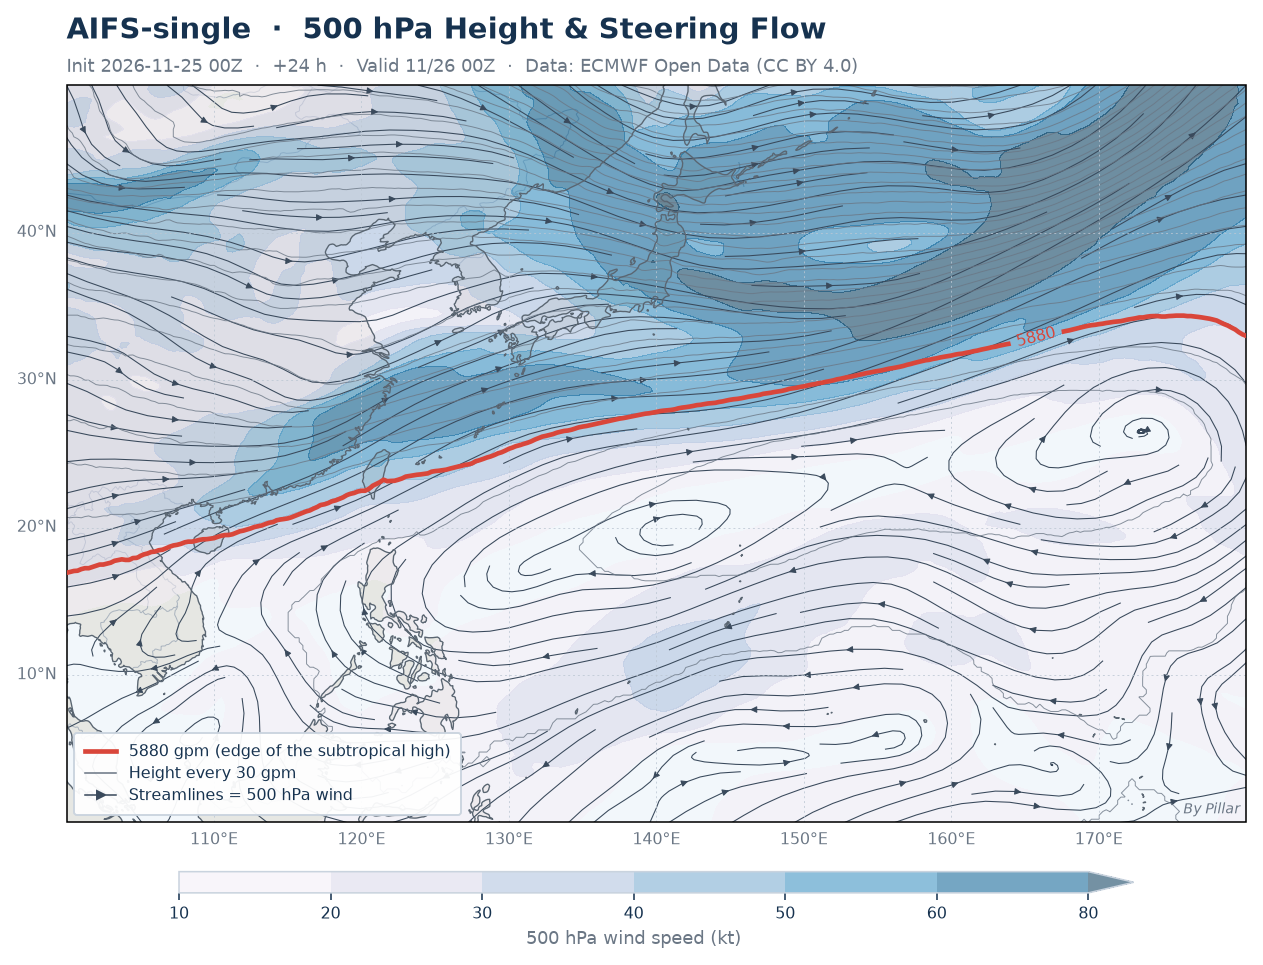 AIFS-single · 500 hPa Height & Steering Flow
Init 2026-11-25 00Z · +24 h · Valid 11/26 00Z · Data: ECMWF Open Data (CC BY 4.0)
40°N
30°N
20°N
10°N
5880
5880 gpm (edge of the subtropical high)
Height every 30 gpm
Streamlines = 500 hPa wind
By Pillar
110°E 120°E 130°E 140°E 150°E 160°E 170°E
10 20 30 40 50 60 80
500 hPa wind speed (kt)